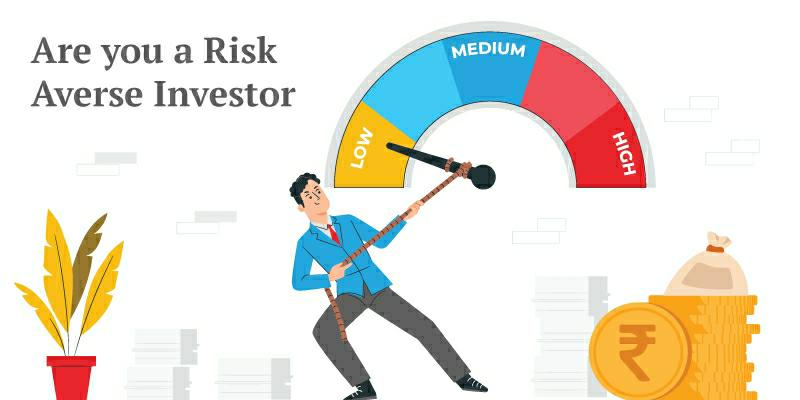 Are you a Risk
Averse Investor
LOW
MEDIUM
HIGH
₹